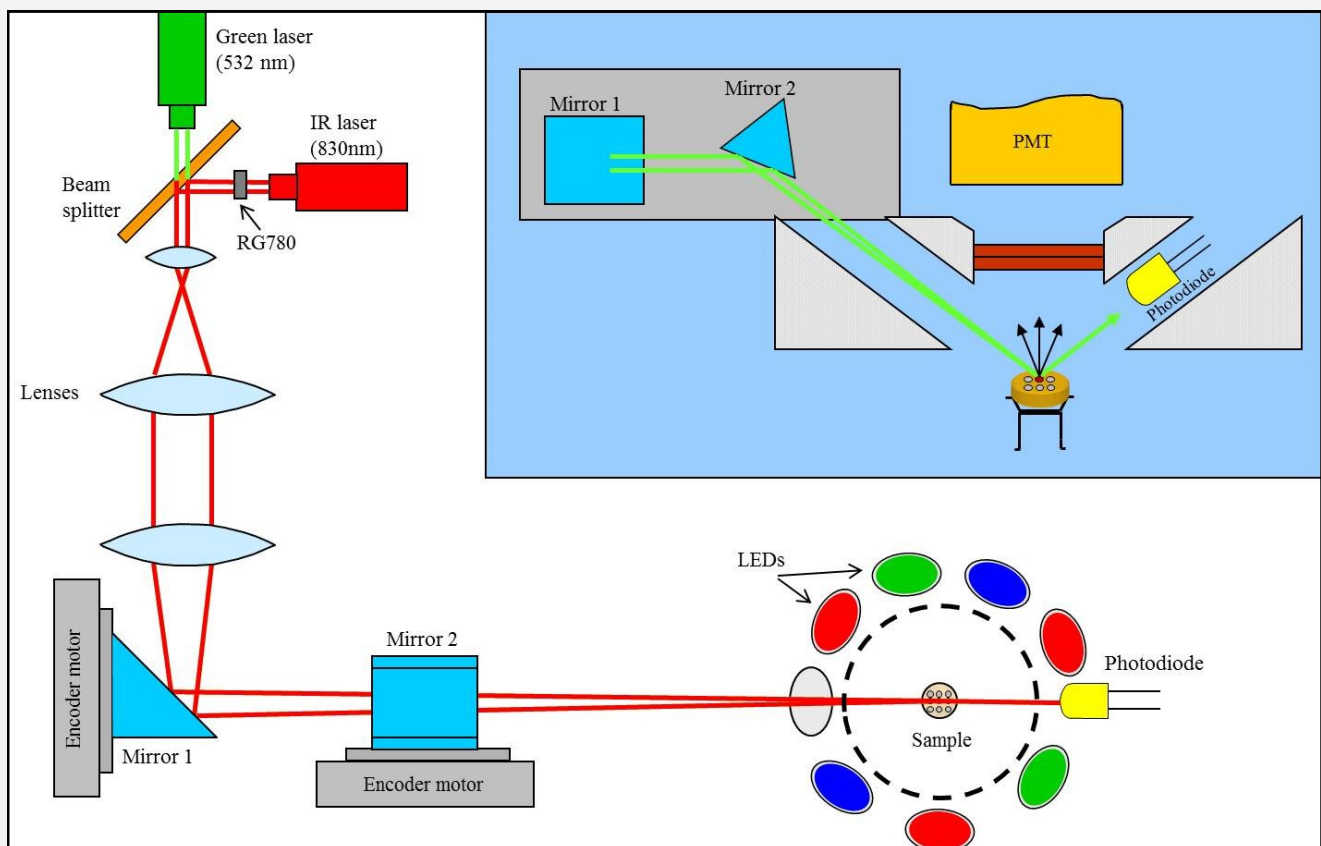 Green laser
(532 nm)
IR laser
(830nm)
Beam
splitter
RG780
Lenses
Encoder motor
Mirror 1
Mirror 2
Encoder motor
Mirror 1
Mirror 2
PMT
Photodiode
LEDs
Photodiode
Sample